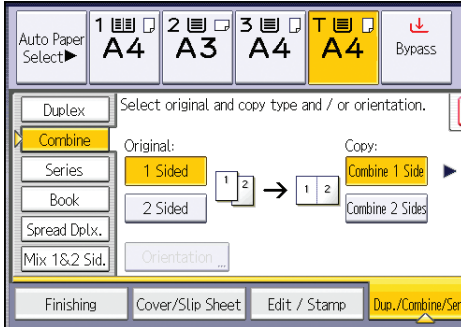 Auto Paper
Select▶
1
A4
2
A3
3
A4
T
A4
Bypass
Duplex
Combine
Series
Book
Spread Dplx.
Mix 1&2 Sid.
Select original and copy type and / or orientation.
Original:
1 Sided
2 Sided
1 2 → 1 2
Copy:
Combine 1 Side
Combine 2 Sides
Orientation ...
Finishing
Cover/Slip Sheet
Edit / Stamp
Dup./Combine/Ser